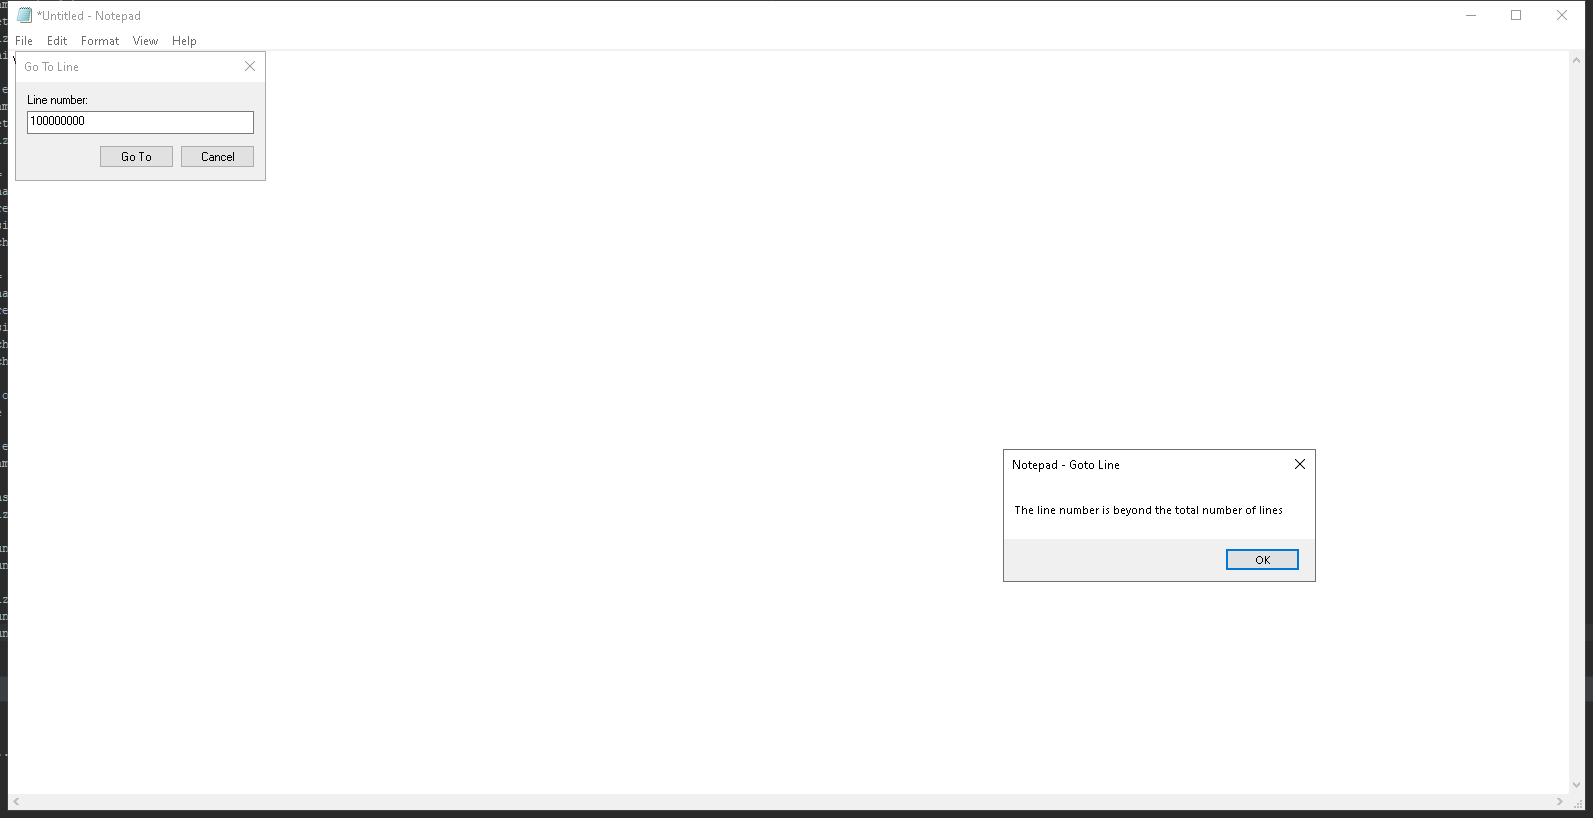 *Untitled - Notepad
File Edit Format View Help
Go To Line
Line number:
100000000
Go To Cancel
Notepad - Goto Line
The line number is beyond the total number of lines
OK